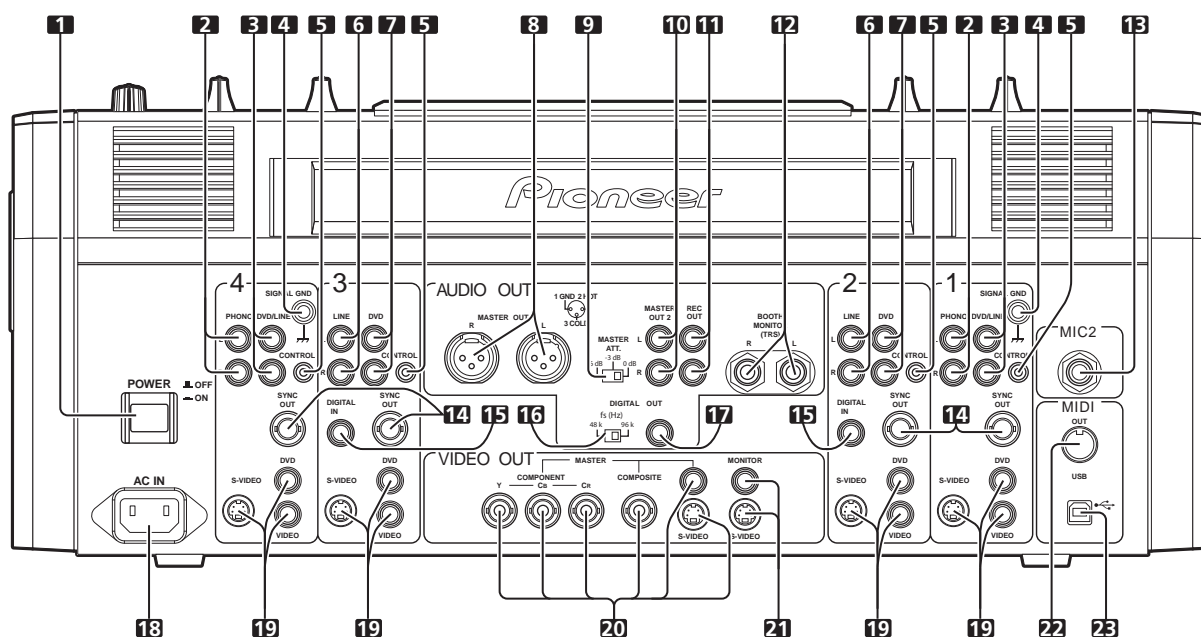 1 2 3 4 5 6 7 5 8 9 10 11 12 6 7 5 2 3 4 5 13
Pioneer
4
SIGNAL GND
PHONO DVD/LINE
CONTROL
SYNC
OUT
DVD
S-VIDEO
VIDEO
3
LINE DVD
L
R
CONTROL
DIGITAL
IN
SYNC
OUT
DVD
S-VIDEO
VIDEO
POWER
OFF
ON
AC IN
AUDIO OUT
MASTER OUT
R L
1 GND 2 HOT
3 COLD
MASTER
ATT.
-3 dB
0 dB
MASTER
OUT 2
REC
OUT
L
R
BOOTH
MONITOR
(TRS)
R L
DIGITAL OUT
fs (Hz)
48 k 96 k
14 15 16 17 15 14
VIDEO OUT
MASTER
COMPONENT
Y CB CR
COMPOSITE
MONITOR
S-VIDEO
S-VIDEO
2
LINE DVD
L
R
CONTROL
DIGITAL
IN
SYNC
OUT
DVD
S-VIDEO
VIDEO
1
SIGNAL GND
PHONO DVD/LINE
R
CONTROL
SYNC
OUT
DVD
S-VIDEO
VIDEO
MIC2
MIDI
OUT
USB
18 19 19 20 21 19 19 22 23